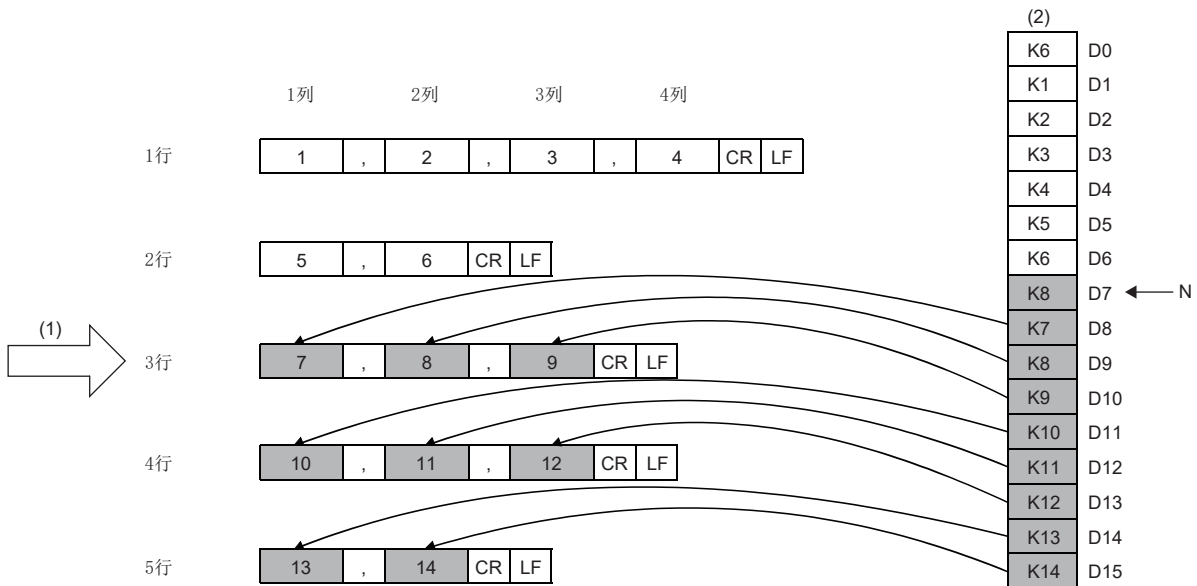 (2)
K6 D0
1列 2列 3列 4列
K1 D1
K2 D2
1行 1 , 2 , 3 , 4 CR LF
K3 D3
K4 D4
K5 D5
2行 5 , 6 CR LF
K6 D6
K8 D7 N
(1)
K7 D8
3行 7 , 8 , 9 CR LF
K8 D9
K9 D10
K10 D11
4行 10 , 11 , 12 CR LF
K11 D12
K12 D13
K13 D14
5行 13 , 14 CR LF
K14 D15